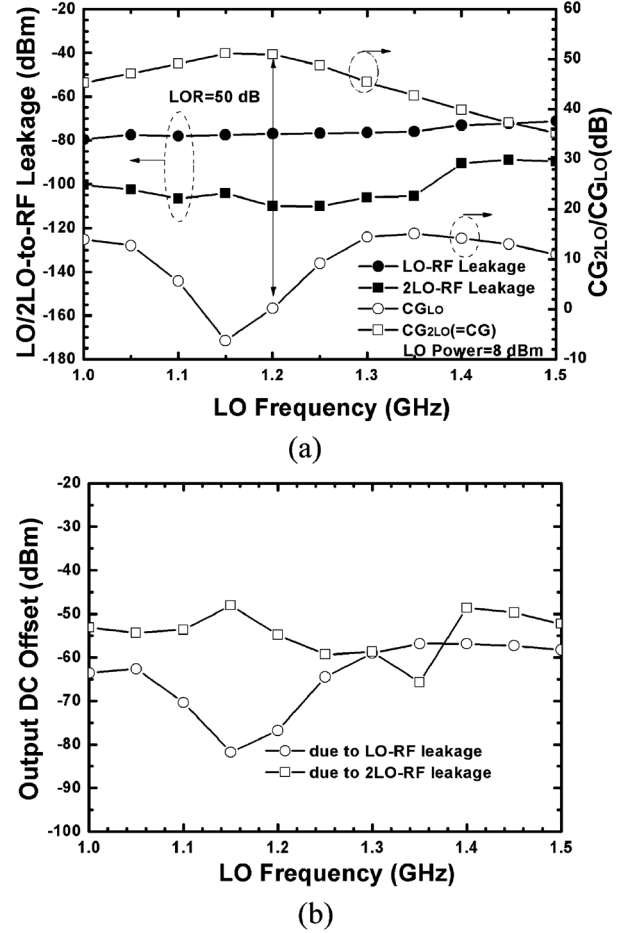 LO/2LO-to-RF Leakage (dBm)
-20
-40
-60
-80
-100
-120
-140
-160
-180
60
50
40
30
20
10
0
-10
CG2LO/CGLO(dB)
LOR=50 dB
LO-RF Leakage
2LO-RF Leakage
CGLO
CG2LO(=CG)
LO Power=8 dBm
1.0 1.1 1.2 1.3 1.4 1.5
LO Frequency (GHz)
(a)
Output DC Offset (dBm)
-20
-30
-40
-50
-60
-70
-80
-90
-100
due to LO-RF leakage
due to 2LO-RF leakage
1.0 1.1 1.2 1.3 1.4 1.5
LO Frequency (GHz)
(b)